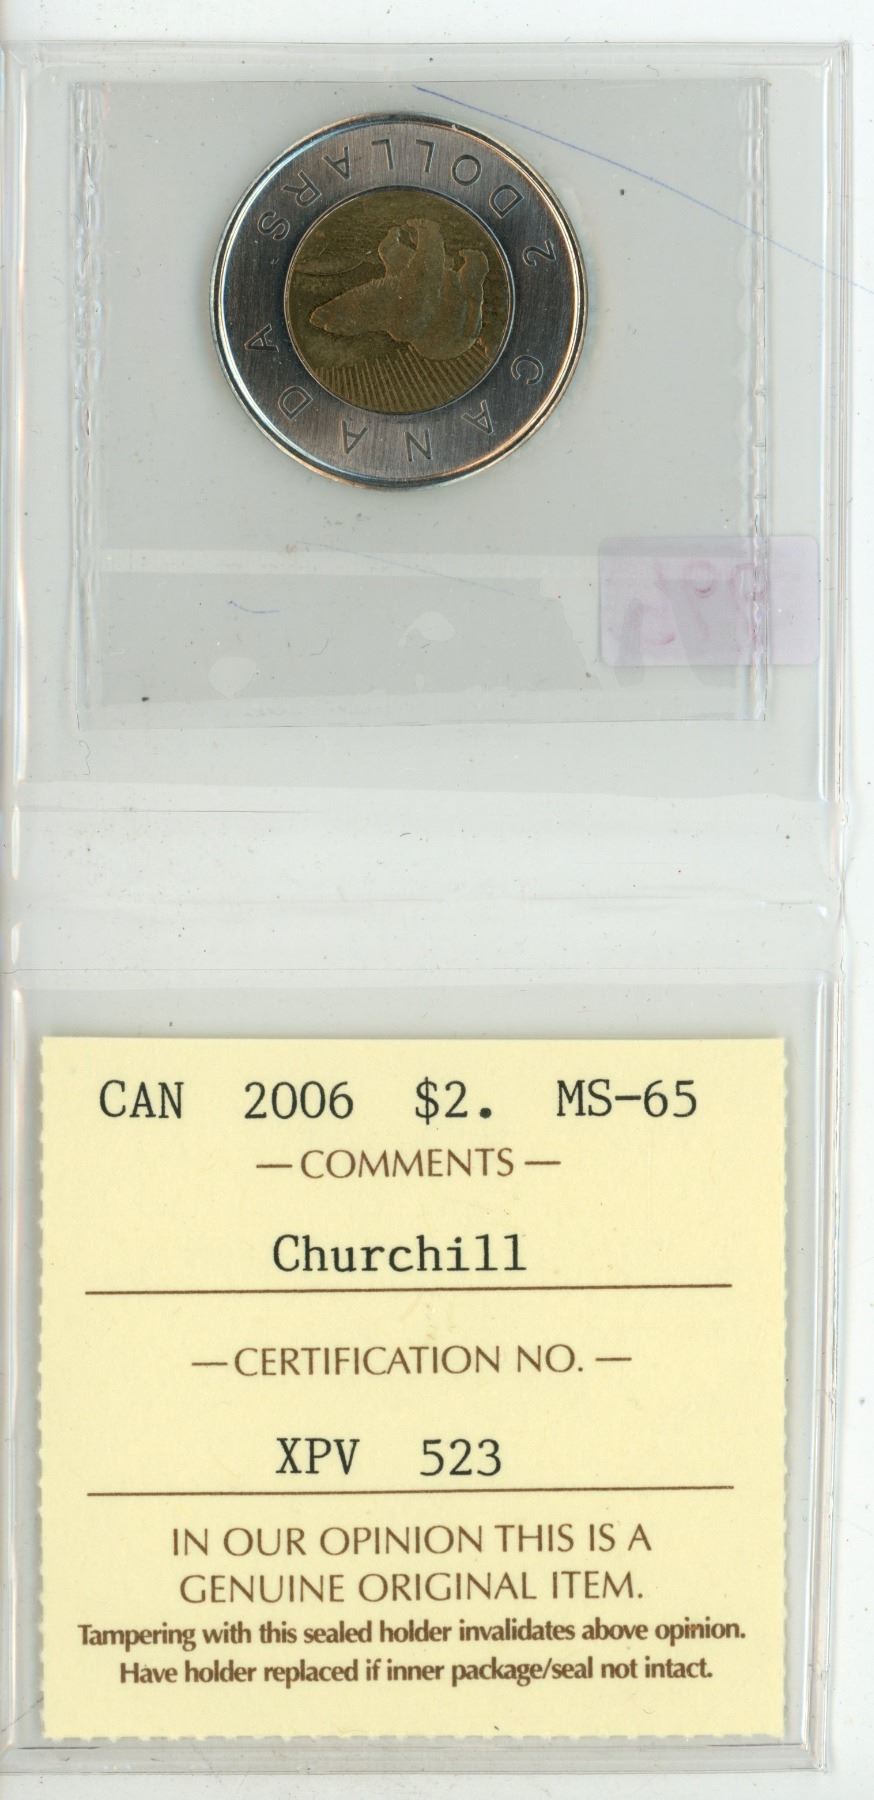 2 DOLLARS
CANADA
CAN 2006 $2. MS-65
—COMMENTS—
Churchill
—CERTIFICATION NO.—
XPV 523
IN OUR OPINION THIS IS A
GENUINE ORIGINAL ITEM.
Tampering with this sealed holder invalidates above opinion.
Have holder replaced if inner package/seal not intact.